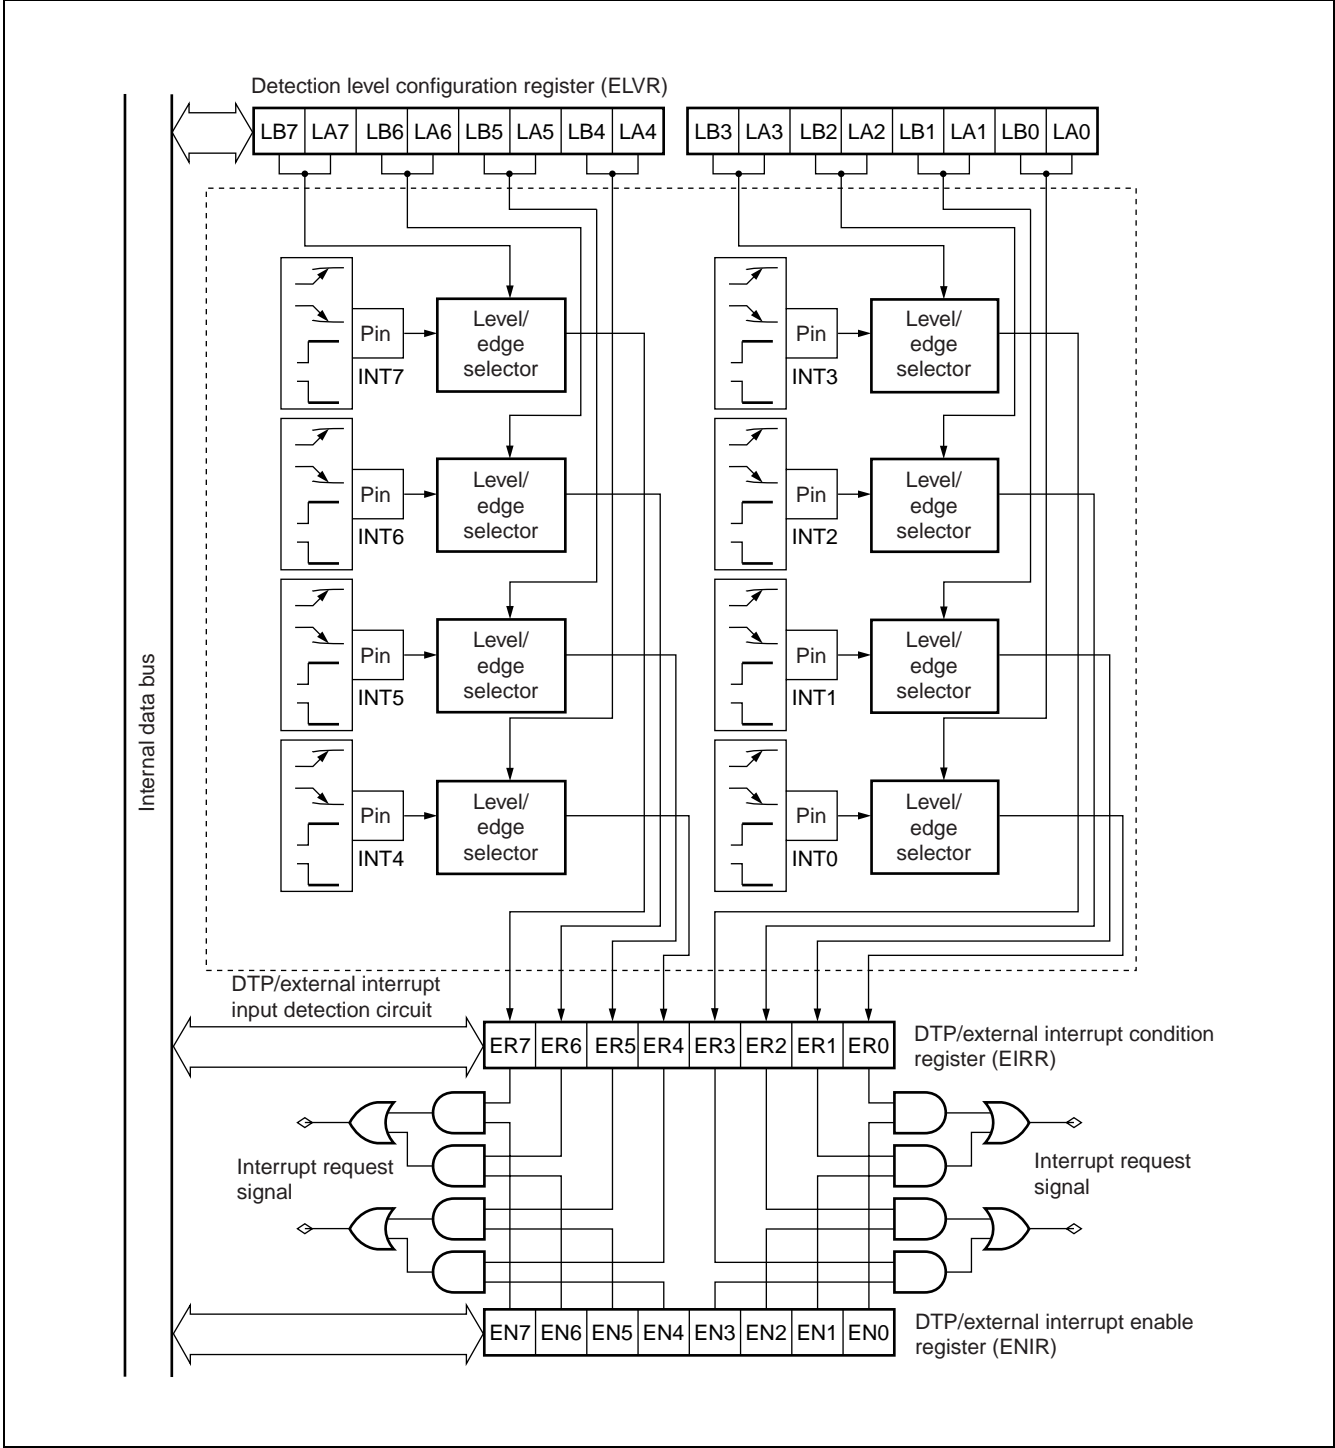 Detection level configuration register (ELVR)
LB7 LA7 LB6 LA6 LB5 LA5 LB4 LA4
LB3 LA3 LB2 LA2 LB1 LA1 LB0 LA0
Pin
INT7
Level/
edge
selector
Pin
INT3
Level/
edge
selector
Pin
INT6
Level/
edge
selector
Pin
INT2
Level/
edge
selector
Pin
INT5
Level/
edge
selector
Pin
INT1
Level/
edge
selector
Pin
INT4
Level/
edge
selector
Pin
INT0
Level/
edge
selector
Internal data bus
DTP/external interrupt
input detection circuit
ER7 ER6 ER5 ER4 ER3 ER2 ER1 ER0
DTP/external interrupt condition
register (EIRR)
Interrupt request
signal
Interrupt request
signal
EN7 EN6 EN5 EN4 EN3 EN2 EN1 EN0
DTP/external interrupt enable
register (ENIR)